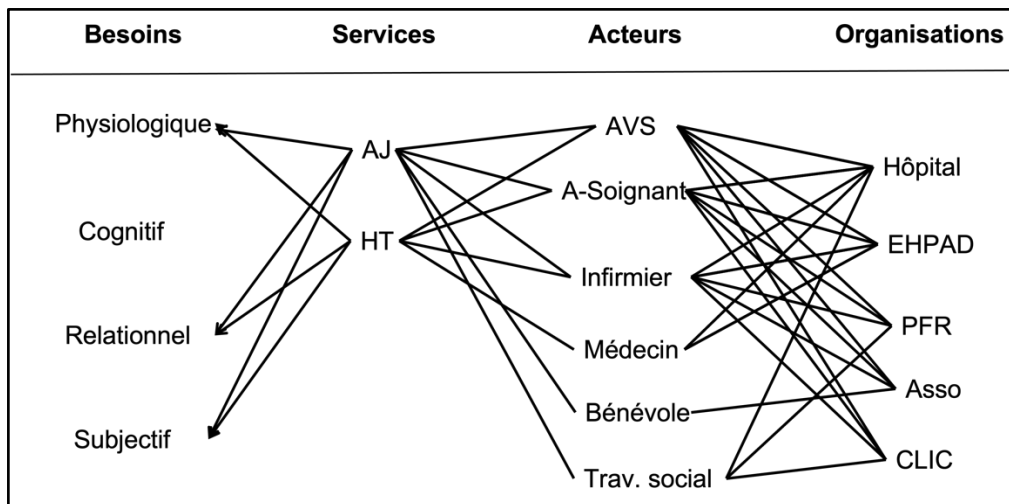 Besoins Services Acteurs Organisations
Physiologique
Cognitif
Relationnel
Subjectif
AJ
HT
AVS
A-Soignant
Infirmier
Médecin
Bénévole
Trav. social
Hôpital
EHPAD
PFR
Asso
CLIC